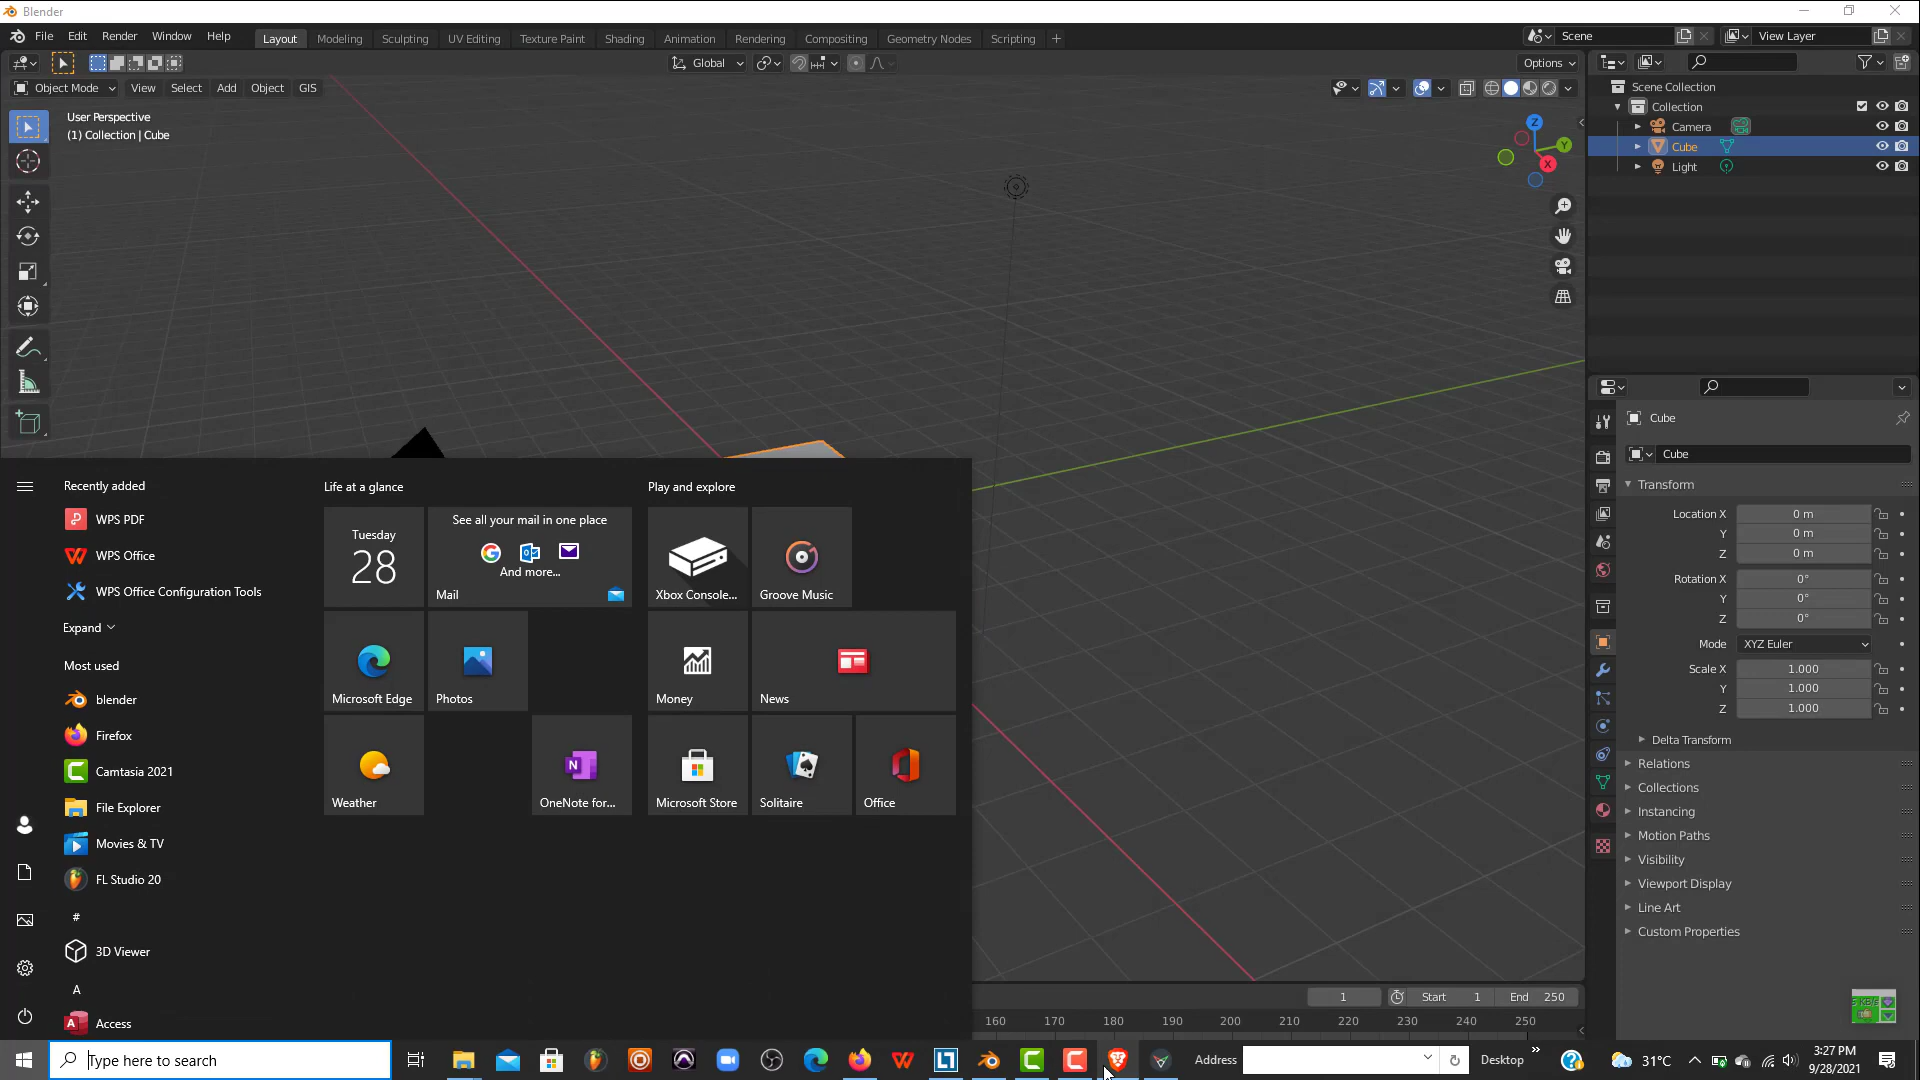 Blender
File Edit Render Window Help
Layout Modeling Sculpting UV Editing Texture Paint Shading Animation Rendering Compositing Geometry Nodes Scripting +
Scene
View Layer
Global
Options
Object Mode View Select Add Object GIS
User Perspective
(1) Collection | Cube
Z
Y
X
Scene Collection
Collection
Camera
Cube
Light
Cube
Cube
Transform
Location X 0 m
Y 0 m
Z 0 m
Rotation X 0°
Y 0°
Z 0°
Mode XYZ Euler
Scale X 1.000
Y 1.000
Z 1.000
Delta Transform
Relations
Collections
Instancing
Motion Paths
Visibility
Viewport Display
Line Art
Custom Properties
1 Start 1 End 250
160 170 180 190 200 210 220 230 240 250
Recently added
WPS PDF
WPS Office
WPS Office Configuration Tools
Expand
Most used
blender
Firefox
Camtasia 2021
File Explorer
Movies & TV
FL Studio 20
#
3D Viewer
A
Access
Life at a glance
Tuesday
28
See all your mail in one place
And more...
Mail
Microsoft Edge
Photos
Weather
OneNote for...
Play and explore
Xbox Console...
Groove Music
Money
News
Microsoft Store
Solitaire
Office
Type here to search
Address
Desktop
31°C
3:27 PM
9/28/2021